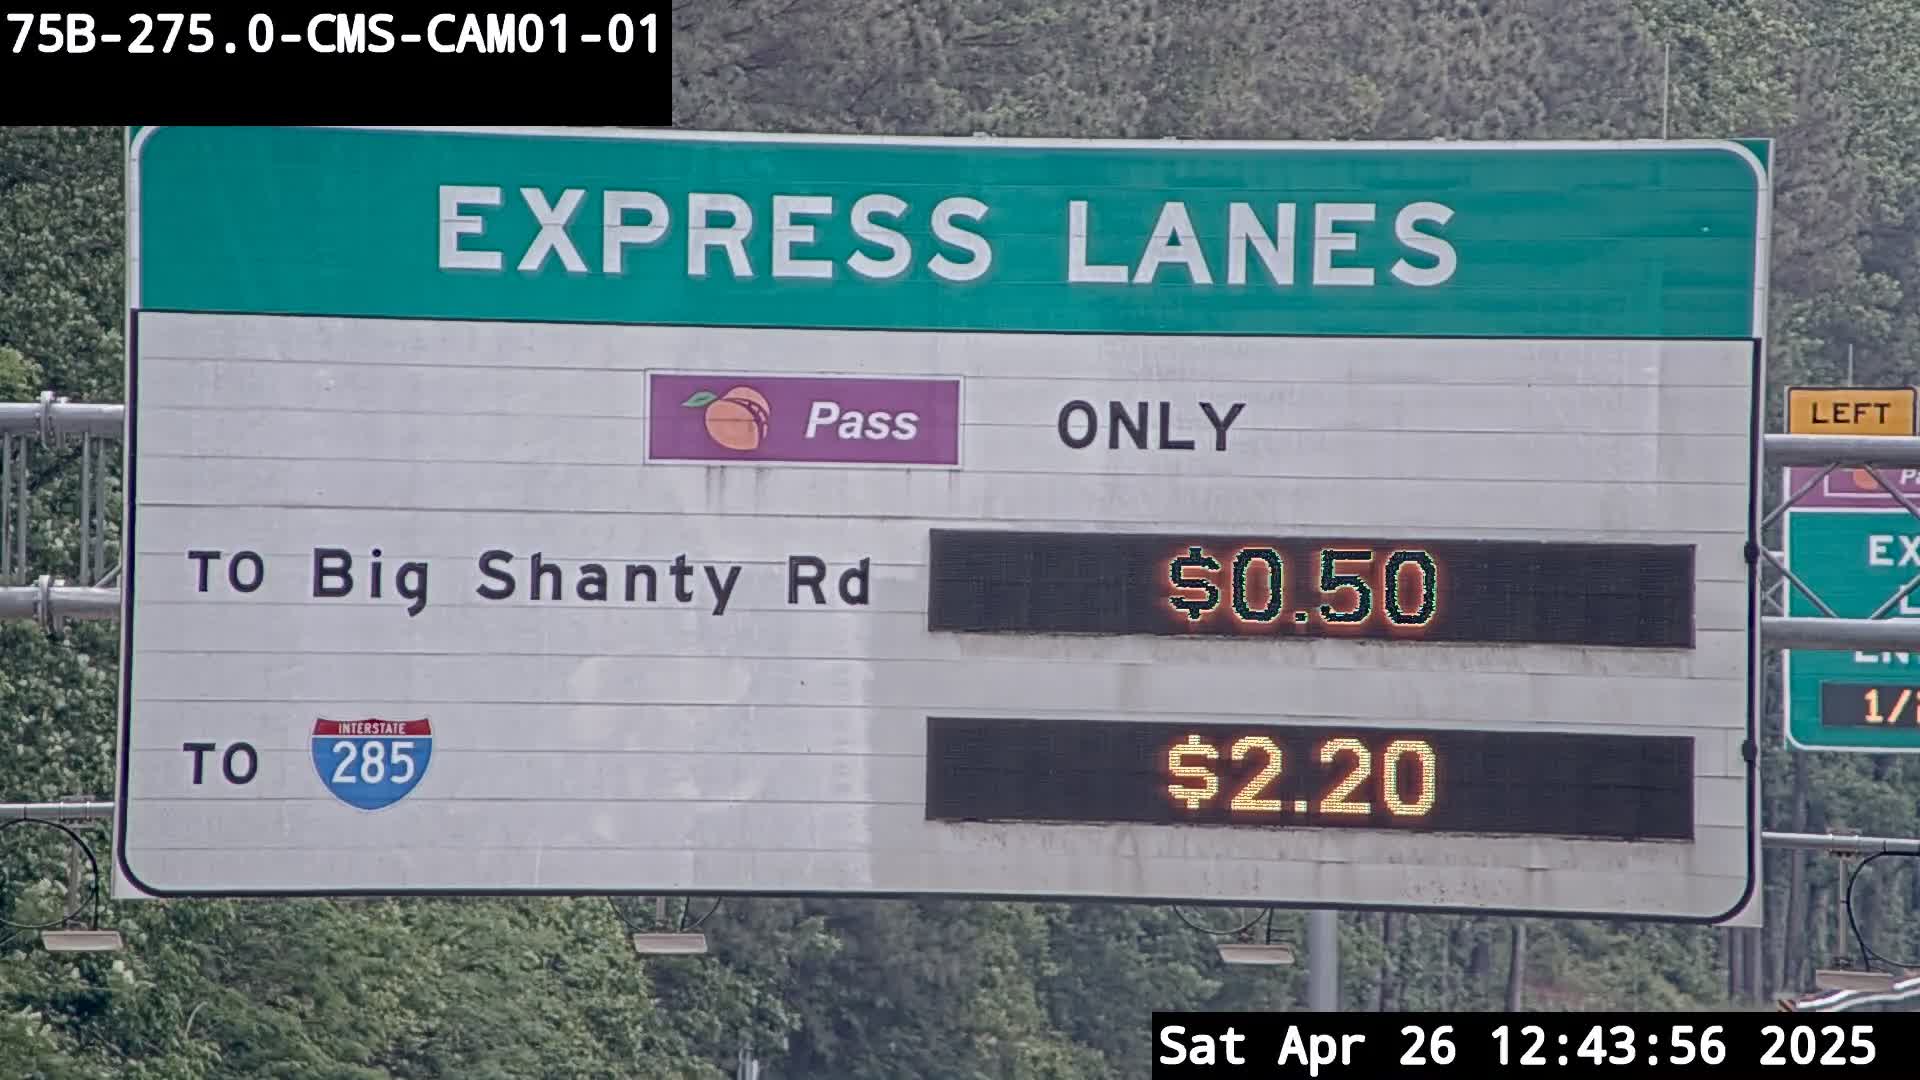 75B-275.0-CMS-CAM01-01
EXPRESS LANES
Pass ONLY
TO Big Shanty Rd $0.50
TO INTERSTATE 285 $2.20
LEFT
Sat Apr 26 12:43:56 2025